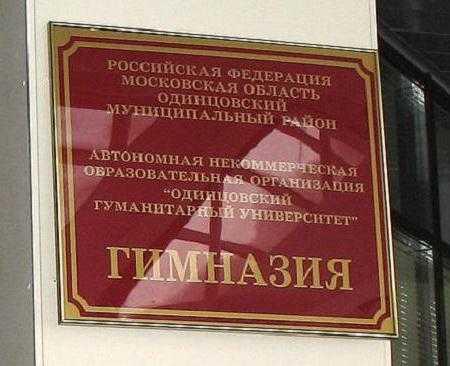 РОССИЙСКАЯ ФЕДЕРАЦИЯ
МОСКОВСКАЯ ОБЛАСТЬ
ОДИНЦОВСКИЙ
МУНИЦИПАЛЬНЫЙ РАЙОН
АВТОНОМНАЯ НЕКОММЕРЧЕСКАЯ
ОБРАЗОВАТЕЛЬНАЯ ОРГАНИЗАЦИЯ
"ОДИНЦОВСКИЙ
ГУМАНИТАРНЫЙ УНИВЕРСИТЕТ"
ГИМНАЗИЯ